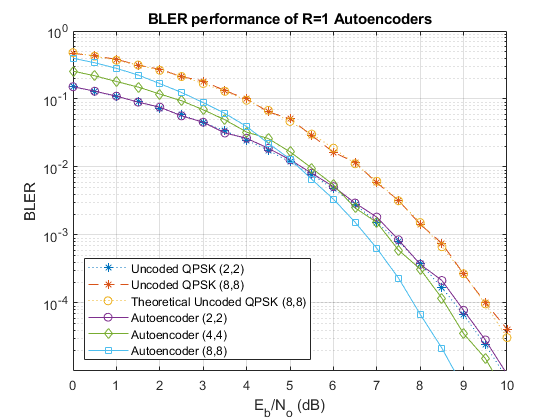 BLER performance of R=1 Autoencoders
10^0
10^-1
10^-2
10^-3
10^-4
BLER
Uncoded QPSK (2,2)
Uncoded QPSK (8,8)
Theoretical Uncoded QPSK (8,8)
Autoencoder (2,2)
Autoencoder (4,4)
Autoencoder (8,8)
0 1 2 3 4 5 6 7 8 9 10
E_b/N_o (dB)